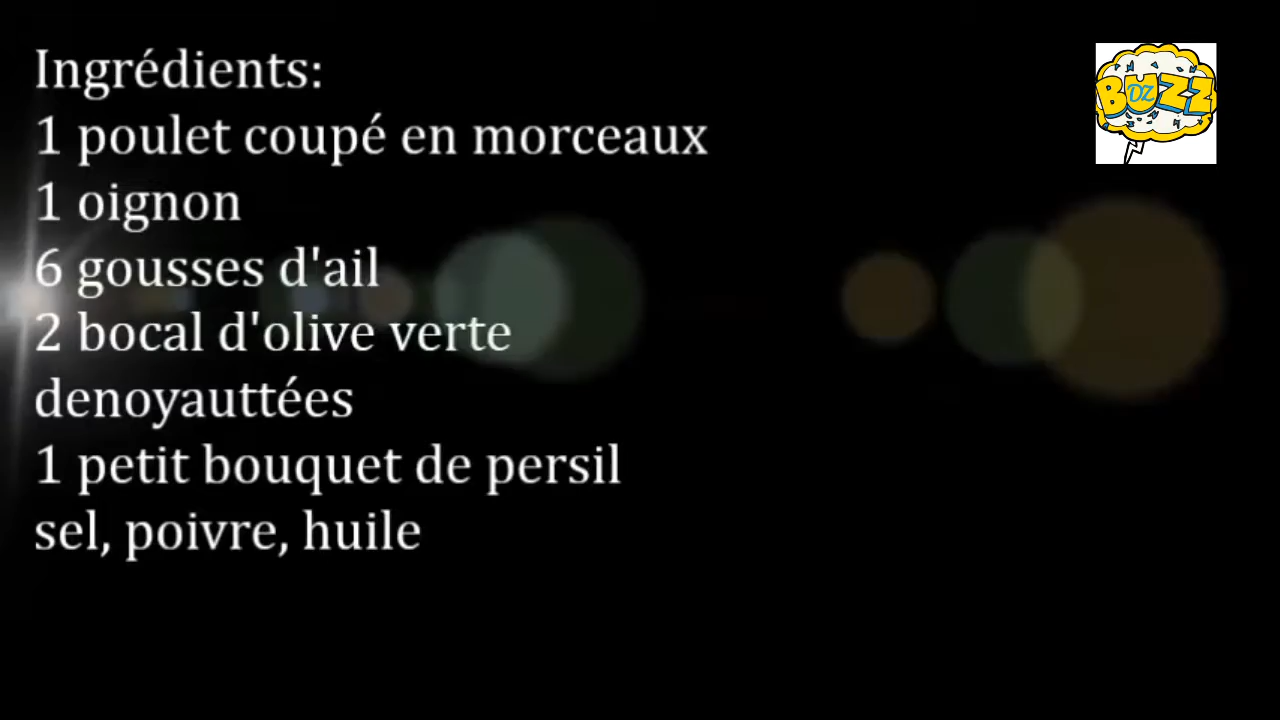 Ingrédients:
1 poulet coupé en morceaux
1 oignon
6 gousses d'ail
2 bocal d'olive verte
denoyauttées
1 petit bouquet de persil
sel, poivre, huile
BUZZ
DZ